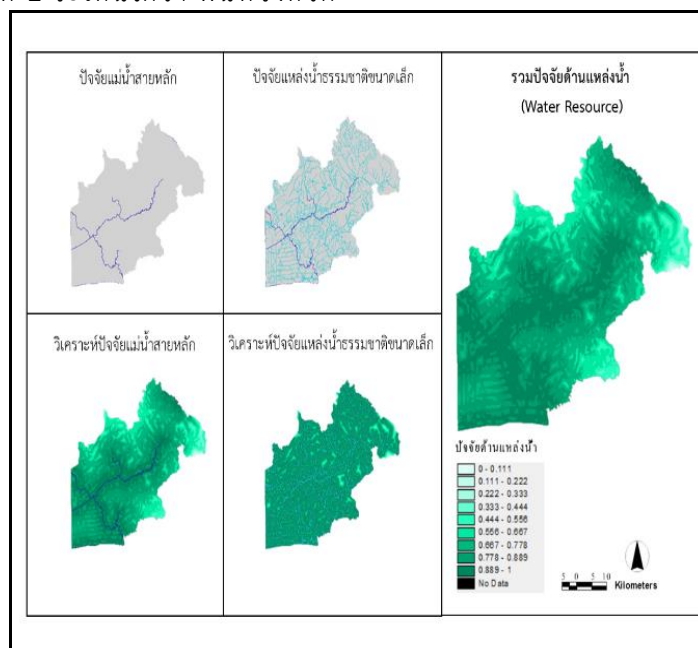 ปัจจัยแม่น้ำสายหลัก
ปัจจัยแหล่งน้ำธรรมชาติขนาดเล็ก
รวมปัจจัยด้านแหล่งน้ำ
(Water Resource)
วิเคราะห์ปัจจัยแม่น้ำสายหลัก
วิเคราะห์ปัจจัยแหล่งน้ำธรรมชาติขนาดเล็ก
ปัจจัยด้านแหล่งน้ำ
0 - 0.111
0.111 - 0.222
0.222 - 0.333
0.333 - 0.444
0.444 - 0.556
0.556 - 0.667
0.667 - 0.778
0.778 - 0.889
0.889 - 1
No Data
5 0 5 10 Kilometers